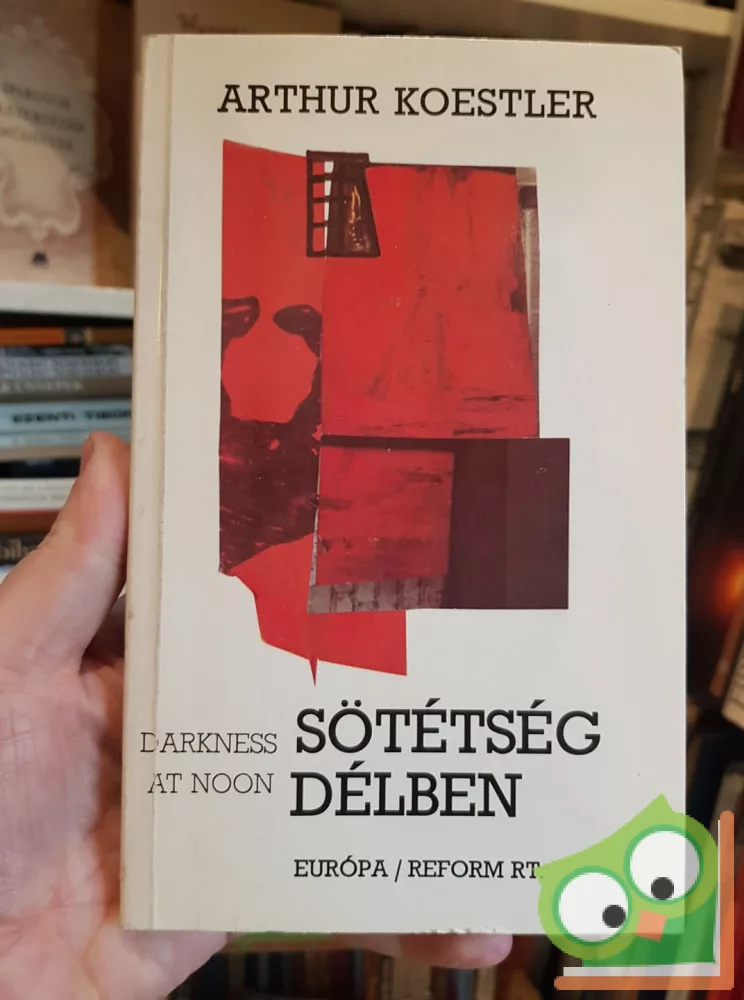 ARTHUR KOESTLER
DARKNESS
AT NOON
SÖTÉTSÉG
DÉLBEN
EURÓPA / REFORM RT.